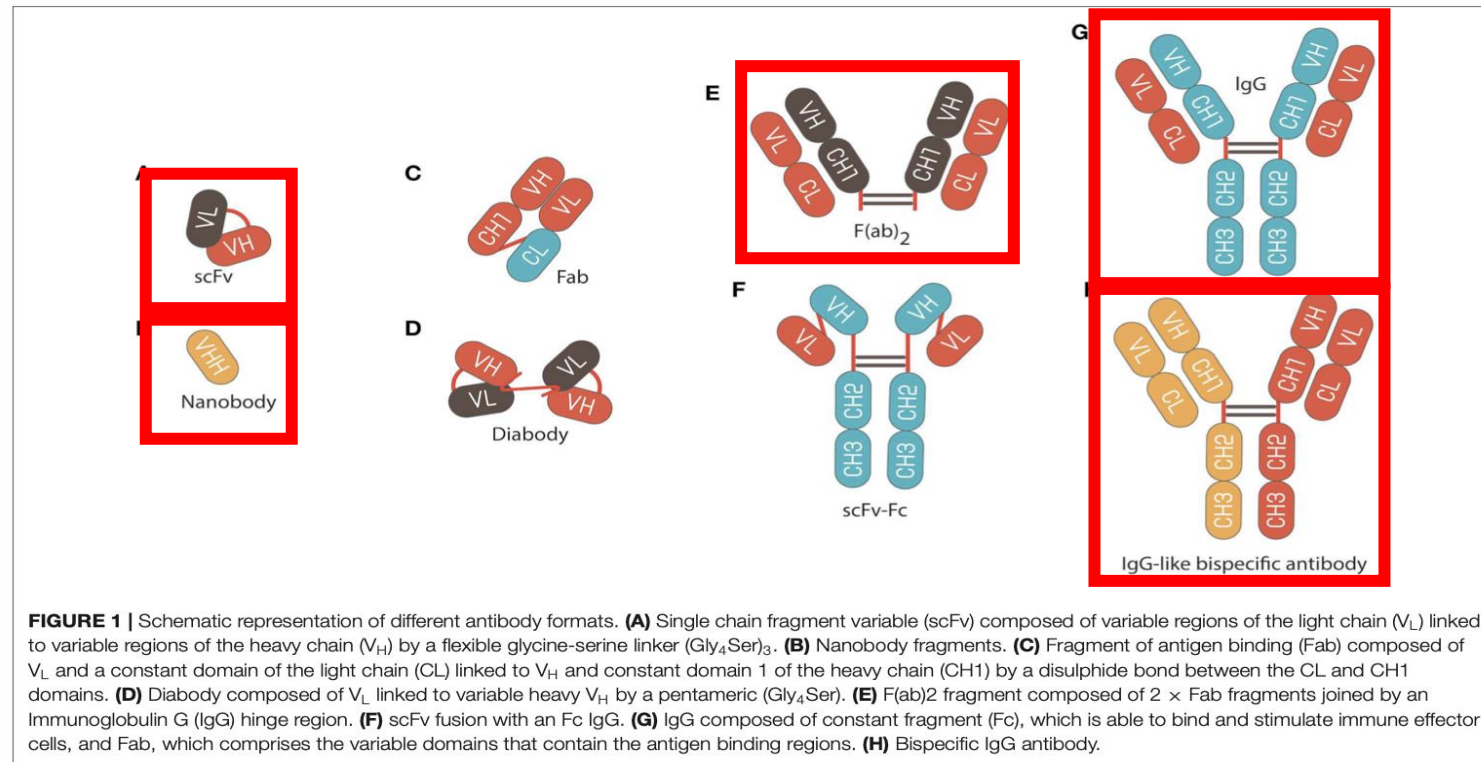 VL
VH
scFv
VHH
Nanobody
C
VH
VL
CH1
CL
Fab
D
VH
VL
VL
VH
Diabody
E
VH
VH
VL
VL
CH1
CH1
CL
CL
F(ab)2
F
VH
VH
VL
VL
CH2
CH2
CH3
CH3
scFv-Fc
G
VH
VH
VL
VL
IgG
CH1
CH1
CL
CL
CH2
CH2
CH3
CH3
VH
VH
VL
VL
CH1
CH1
CL
CL
CH2
CH2
CH3
CH3
IgG-like bispecific antibody
FIGURE 1 | Schematic representation of different antibody formats. (A) Single chain fragment variable (scFv) composed of variable regions of the light chain (VL) linked
to variable regions of the heavy chain (VH) by a flexible glycine-serine linker (Gly4Ser)3. (B) Nanobody fragments. (C) Fragment of antigen binding (Fab) composed of
VL and a constant domain of the light chain (CL) linked to VH and constant domain 1 of the heavy chain (CH1) by a disulphide bond between the CL and CH1
domains. (D) Diabody composed of VL linked to variable heavy VH by a pentameric (Gly4Ser). (E) F(ab)2 fragment composed of 2 × Fab fragments joined by an
Immunoglobulin G (IgG) hinge region. (F) scFv fusion with an Fc IgG. (G) IgG composed of constant fragment (Fc), which is able to bind and stimulate immune effector
cells, and Fab, which comprises the variable domains that contain the antigen binding regions. (H) Bispecific IgG antibody.